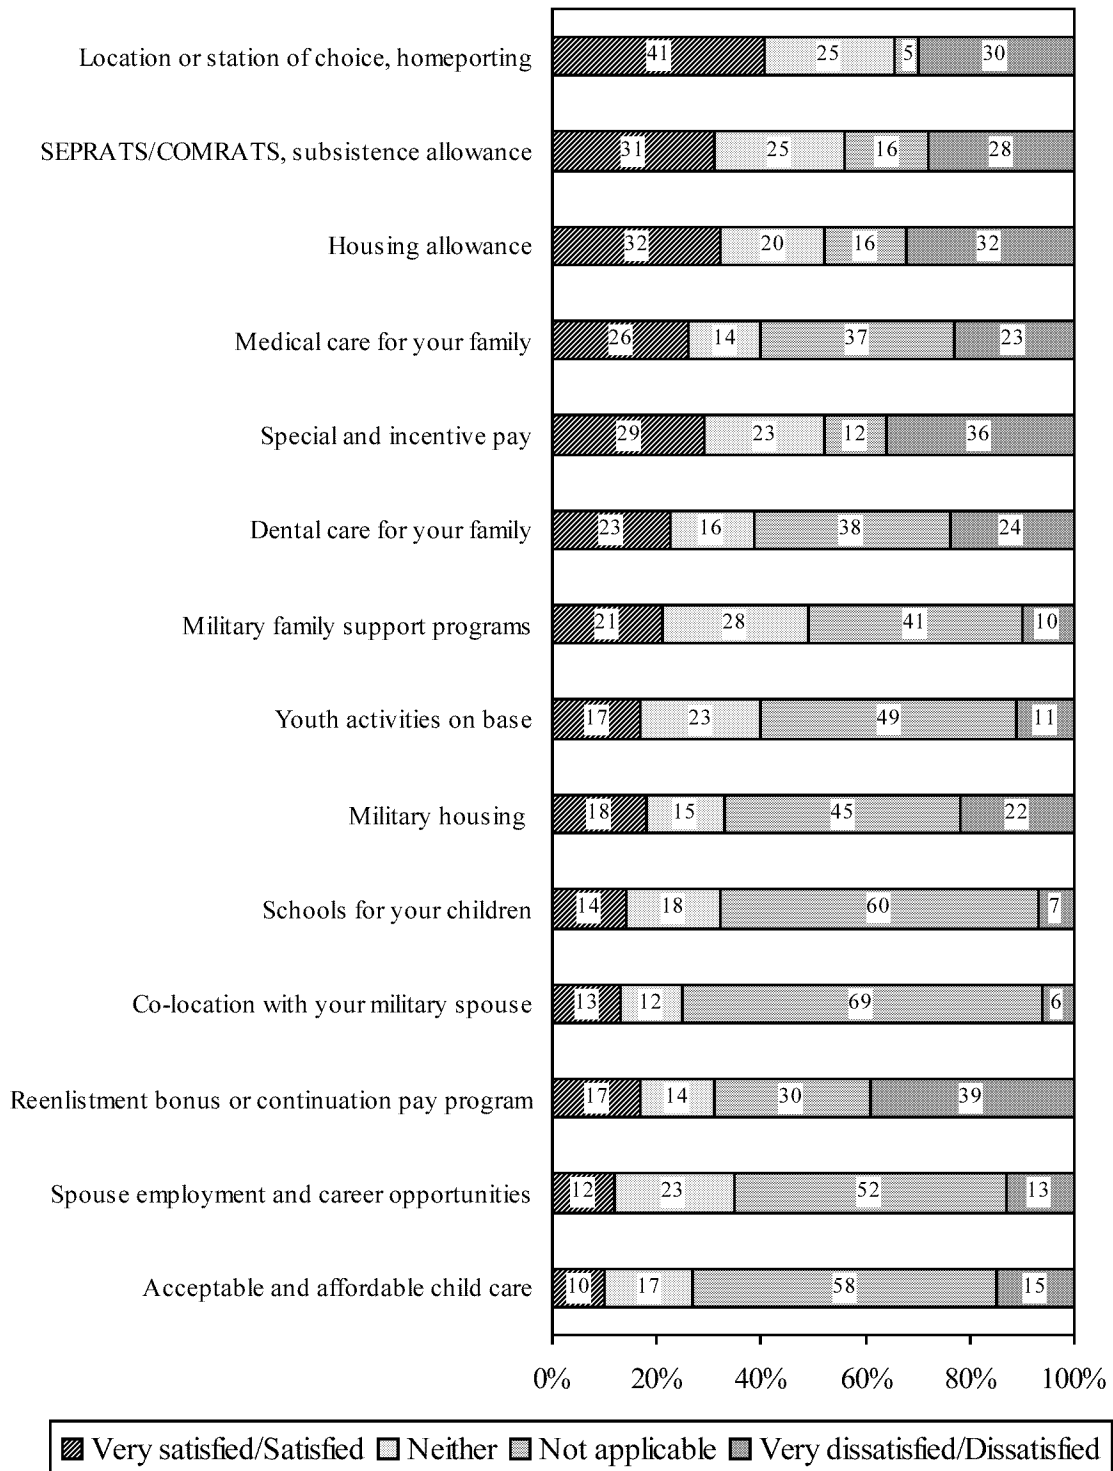 Location or station of choice, homeporting 41 25 5 30
SEPRATS/COMRATS, subsistence allowance 31 25 16 28
Housing allowance 32 20 16 32
Medical care for your family 26 14 37 23
Special and incentive pay 29 23 12 36
Dental care for your family 23 16 38 24
Military family support programs 21 28 41 10
Youth activities on base 17 23 49 11
Military housing 18 15 45 22
Schools for your children 14 18 60 7
Co-location with your military spouse 13 12 69 6
Reenlistment bonus or continuation pay program 17 14 30 39
Spouse employment and career opportunities 12 23 52 13
Acceptable and affordable child care 10 17 58 15
0% 20% 40% 60% 80% 100%
Very satisfied/Satisfied Neither Not applicable Very dissatisfied/Dissatisfied